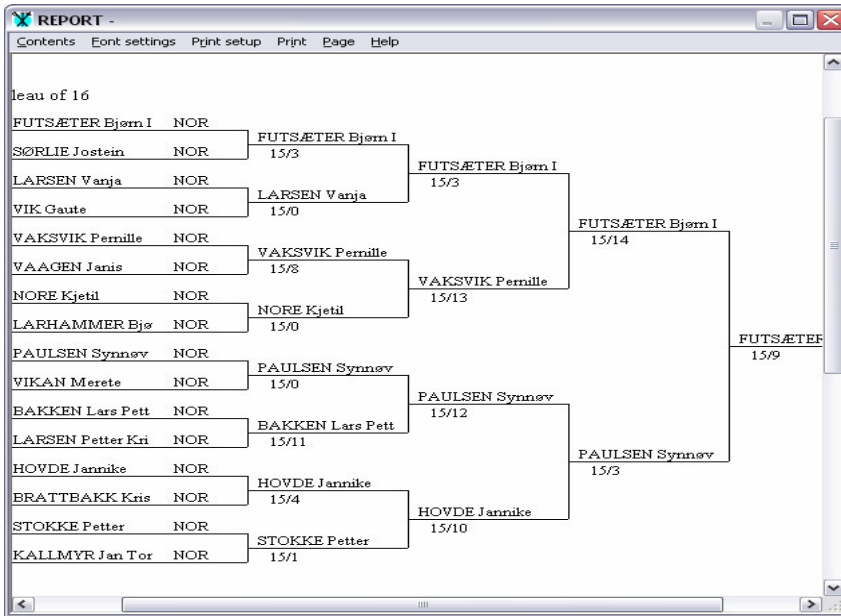 REPORT -
Contents Font settings Print setup Print Page Help
leau of 16
FUTSÆTER Bjørn I NOR
SØRLIE Jostein NOR
LARSEN Vanja NOR
VIK Gaute NOR
VAKSVIK Pernille NOR
VAAGEN Janis NOR
NORE Kjetil NOR
LARHAMMER Bjø NOR
PAULSEN Synnøv NOR
VIKAN Merete NOR
BAKKEN Lars Pett NOR
LARSEN Petter Kri NOR
HOVDE Jannike NOR
BRATTBAKK Kris NOR
STOKKE Petter NOR
KALLMYR Jan Tor NOR
FUTSÆTER Bjørn I
15/3
LARSEN Vanja
15/0
VAKSVIK Pernille
15/8
NORE Kjetil
15/0
PAULSEN Synnøv
15/0
BAKKEN Lars Pett
15/11
HOVDE Jannike
15/4
STOKKE Petter
15/1
FUTSÆTER Bjørn I
15/3
VAKSVIK Pernille
15/13
PAULSEN Synnøv
15/12
HOVDE Jannike
15/10
FUTSÆTER Bjørn I
15/14
PAULSEN Synnøv
15/3
FUTSÆTER
15/9